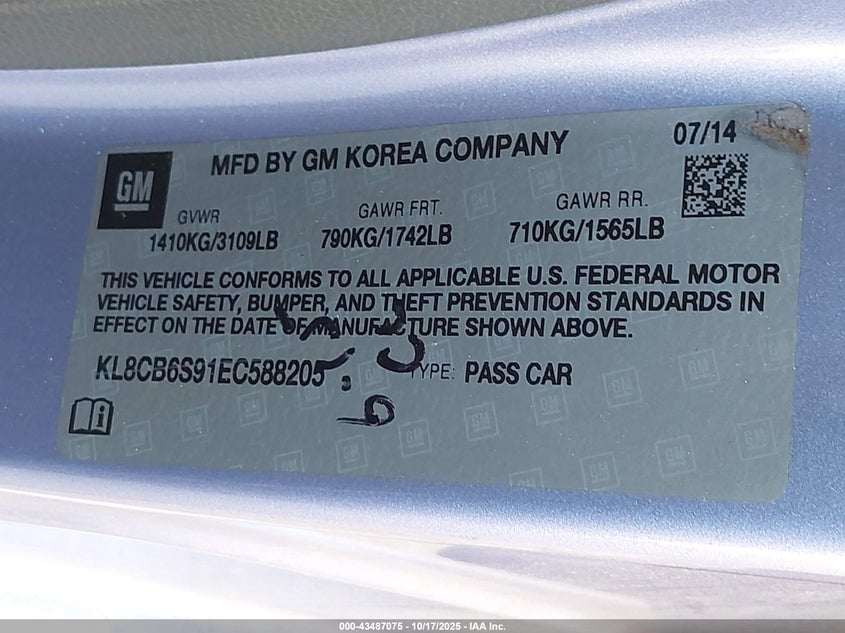 MFD BY GM KOREA COMPANY 07/14
GM
GVWR GAWR FRT. GAWR RR.
1410KG/3109LB 790KG/1742LB 710KG/1565LB
THIS VEHICLE CONFORMS TO ALL APPLICABLE U.S. FEDERAL MOTOR
VEHICLE SAFETY, BUMPER, AND THEFT PREVENTION STANDARDS IN
EFFECT ON THE DATE OF MANUFACTURE SHOWN ABOVE.
KL8CB6S91EC588205 TYPE: PASS CAR
000-43487075 - 10/17/2025 - IAA Inc.